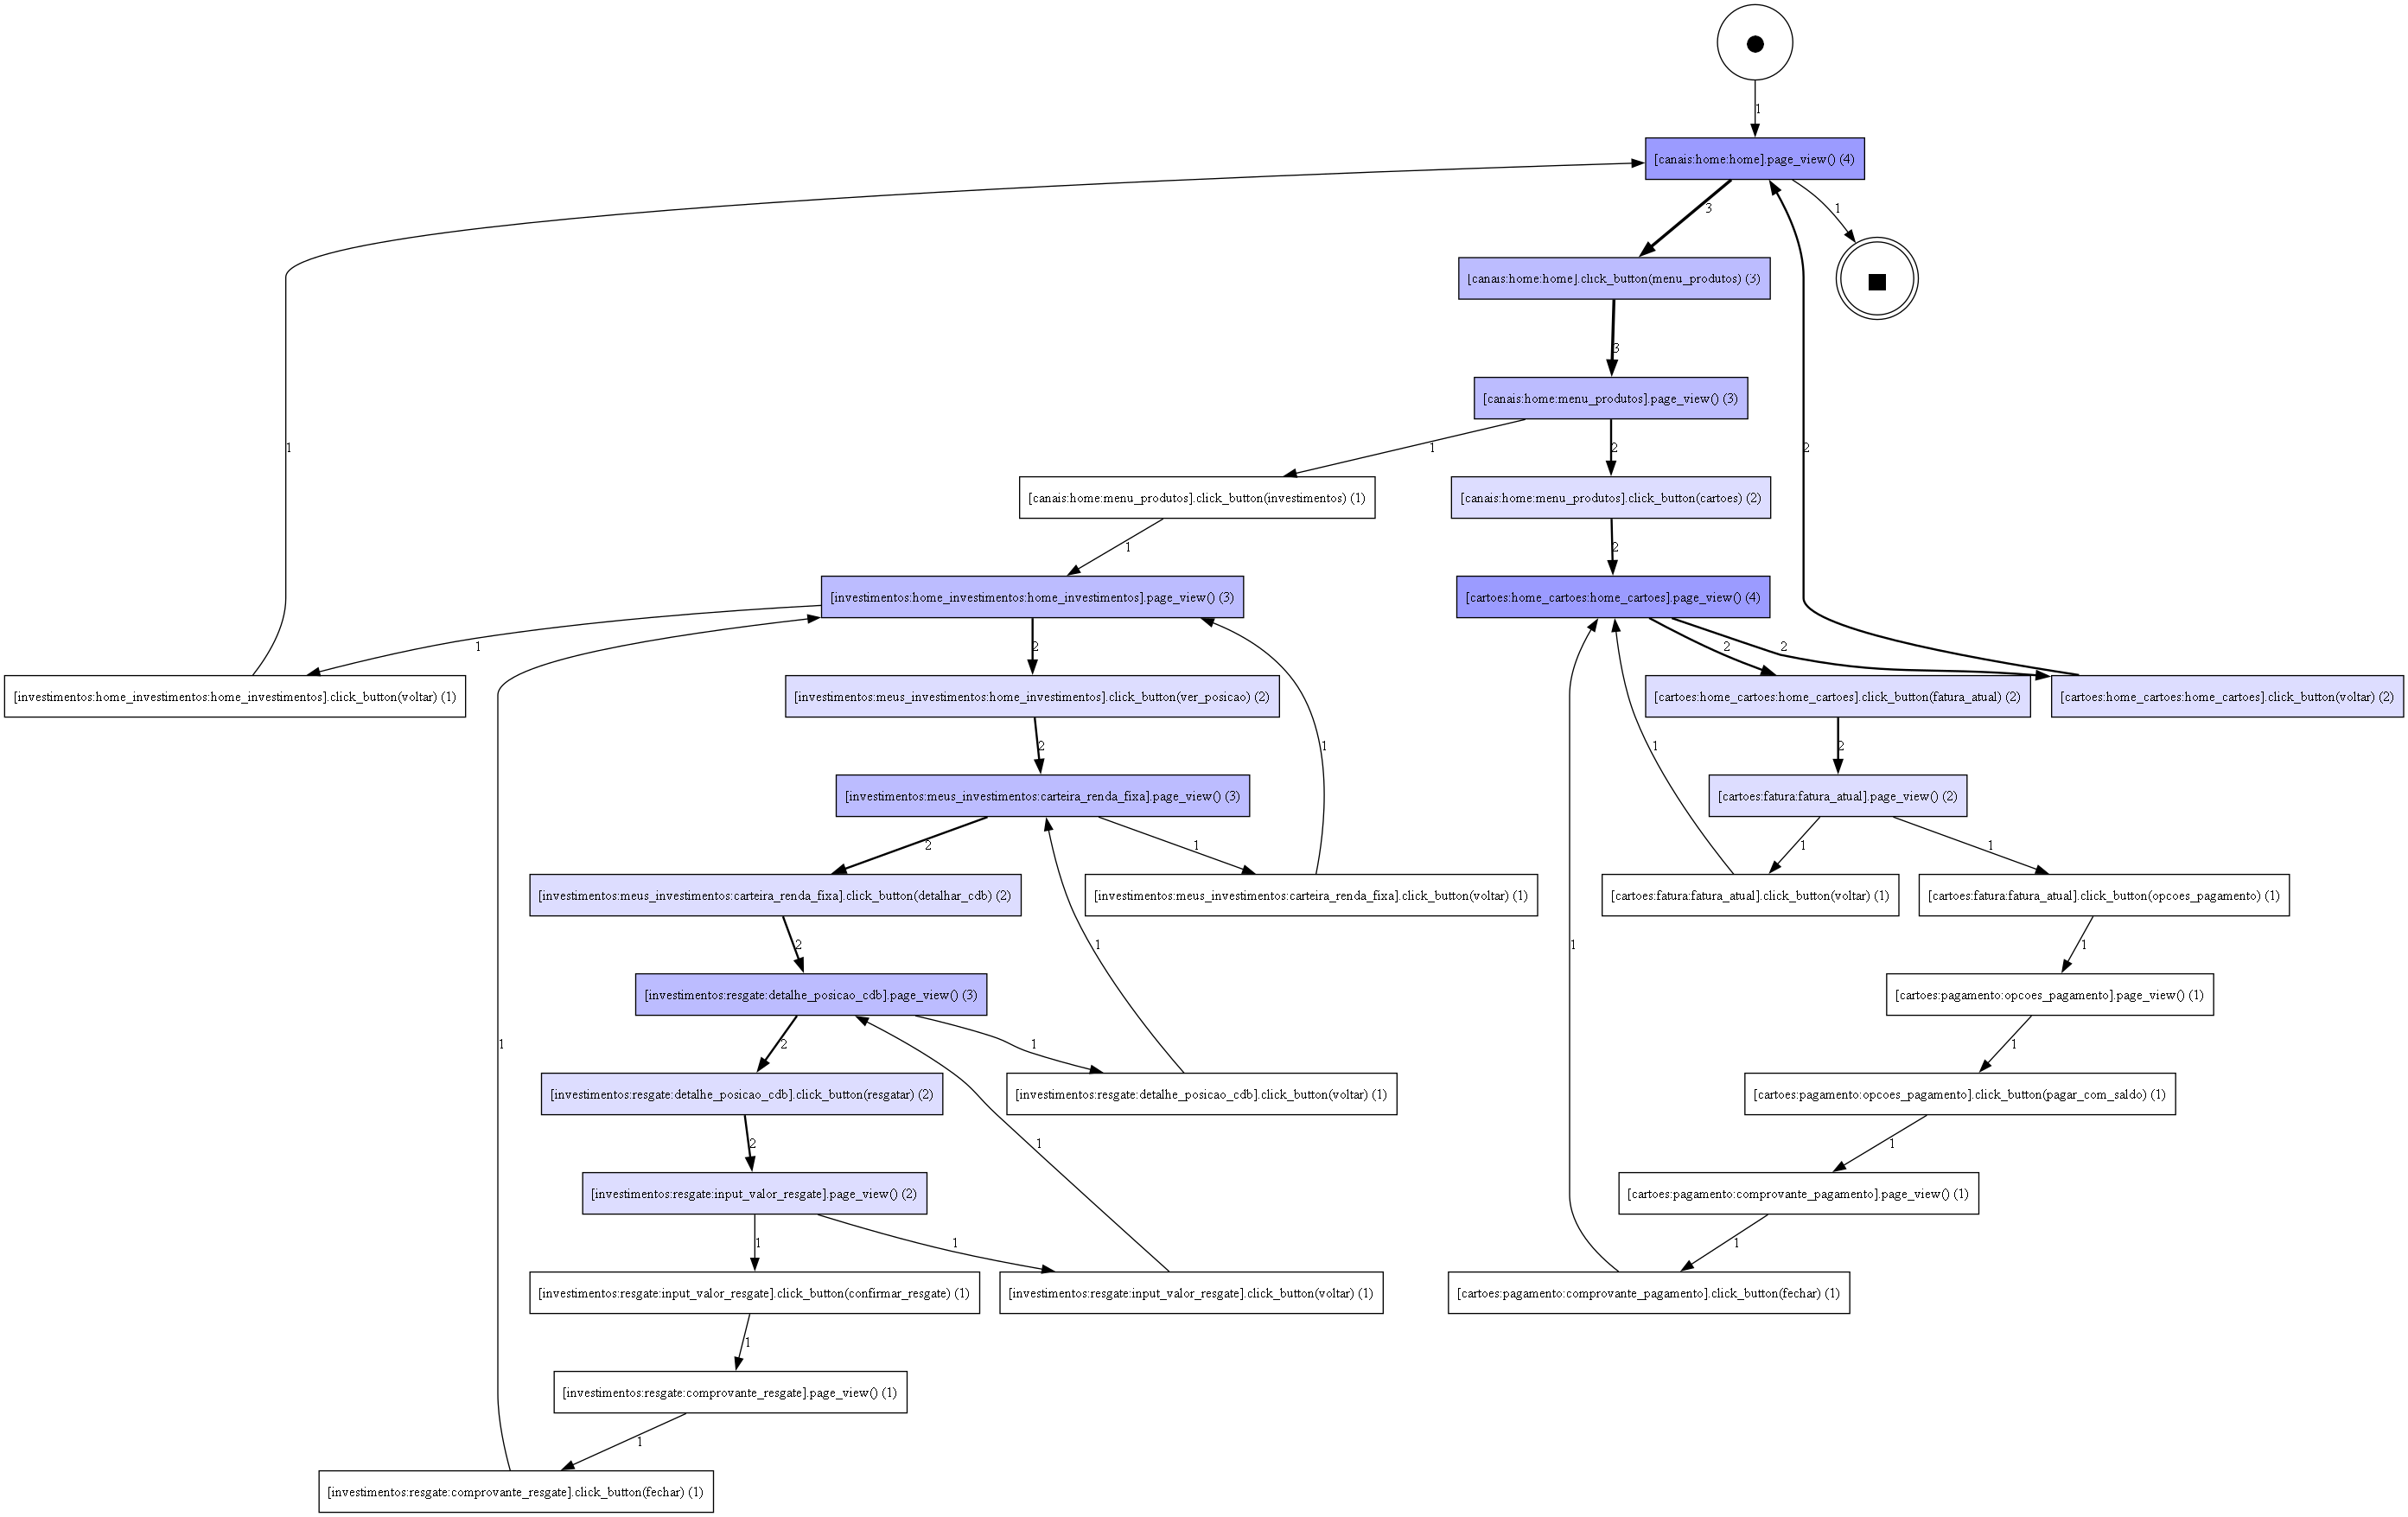 1
[canais:home:home].page_view() (4)
3
1
[canais:home:home].click_button(menu_produtos) (3)
3
[canais:home:menu_produtos].page_view() (3)
1
1
2
2
[canais:home:menu_produtos].click_button(investimentos) (1)
[canais:home:menu_produtos].click_button(cartoes) (2)
1
2
[investimentos:home_investimentos:home_investimentos].page_view() (3)
[cartoes:home_cartoes:home_cartoes].page_view() (4)
1
2
2
2
[investimentos:home_investimentos:home_investimentos].click_button(voltar) (1)
[investimentos:meus_investimentos:home_investimentos].click_button(ver_posicao) (2)
[cartoes:home_cartoes:home_cartoes].click_button(fatura_atual) (2)
[cartoes:home_cartoes:home_cartoes].click_button(voltar) (2)
2
1
1
2
[investimentos:meus_investimentos:carteira_renda_fixa].page_view() (3)
[cartoes:fatura:fatura_atual].page_view() (2)
2
1
1
1
[investimentos:meus_investimentos:carteira_renda_fixa].click_button(detalhar_cdb) (2)
[investimentos:meus_investimentos:carteira_renda_fixa].click_button(voltar) (1)
[cartoes:fatura:fatura_atual].click_button(voltar) (1)
[cartoes:fatura:fatura_atual].click_button(opcoes_pagamento) (1)
2
1
1
1
[investimentos:resgate:detalhe_posicao_cdb].page_view() (3)
[cartoes:pagamento:opcoes_pagamento].page_view() (1)
1
2
1
1
[investimentos:resgate:detalhe_posicao_cdb].click_button(resgatar) (2)
[investimentos:resgate:detalhe_posicao_cdb].click_button(voltar) (1)
[cartoes:pagamento:opcoes_pagamento].click_button(pagar_com_saldo) (1)
2
1
1
[investimentos:resgate:input_valor_resgate].page_view() (2)
[cartoes:pagamento:comprovante_pagamento].page_view() (1)
1
1
1
[investimentos:resgate:input_valor_resgate].click_button(confirmar_resgate) (1)
[investimentos:resgate:input_valor_resgate].click_button(voltar) (1)
[cartoes:pagamento:comprovante_pagamento].click_button(fechar) (1)
1
[investimentos:resgate:comprovante_resgate].page_view() (1)
1
[investimentos:resgate:comprovante_resgate].click_button(fechar) (1)